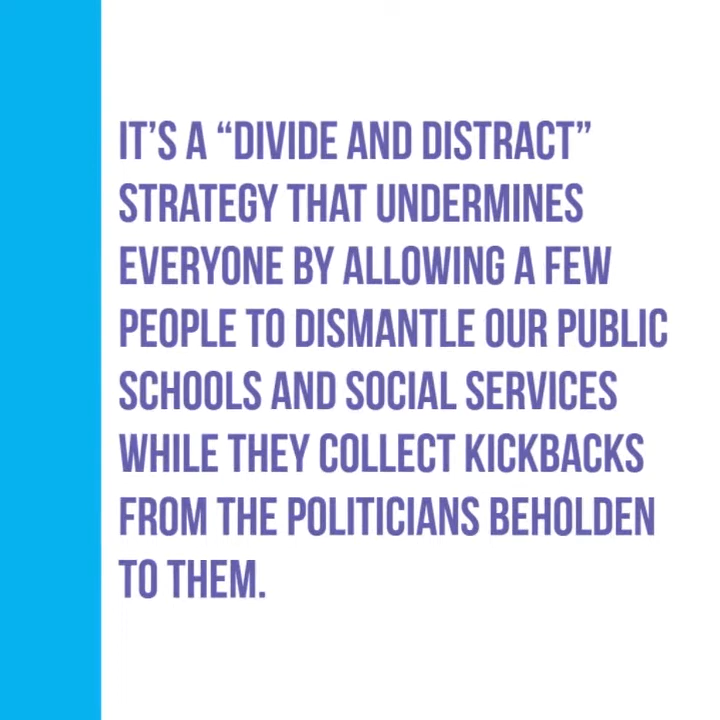 IT’S A “DIVIDE AND DISTRACT”
STRATEGY THAT UNDERMINES
EVERYONE BY ALLOWING A FEW
PEOPLE TO DISMANTLE OUR PUBLIC
SCHOOLS AND SOCIAL SERVICES
WHILE THEY COLLECT KICKBACKS
FROM THE POLITICIANS BEHOLDEN
TO THEM.